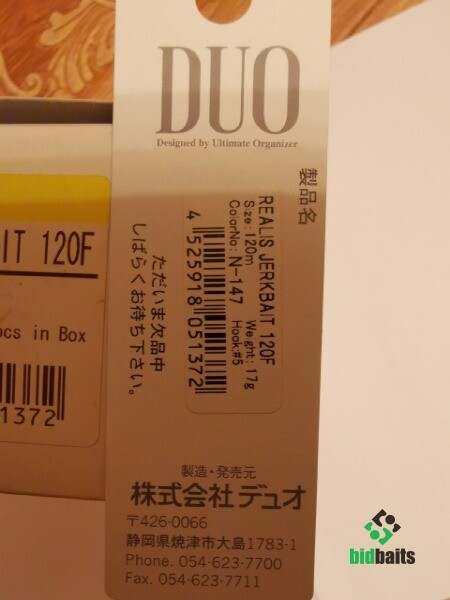 DUO
Designed by Ultimate Organizer
製品名
REALIS JERKBAIT 120F
Size: 120m Weight: 17g
ColorNo: N-147 Hook:#5
4 525918 051372
ただいま欠品中
しばらくお待ち下さい。
製造・発売元
株式会社デュオ
〒426-0066
静岡県焼津市大島1783-1
Phone. 054-623-7700
Fax. 054-623-7711
IT 120F
pcs in Box
1372
bidbaits